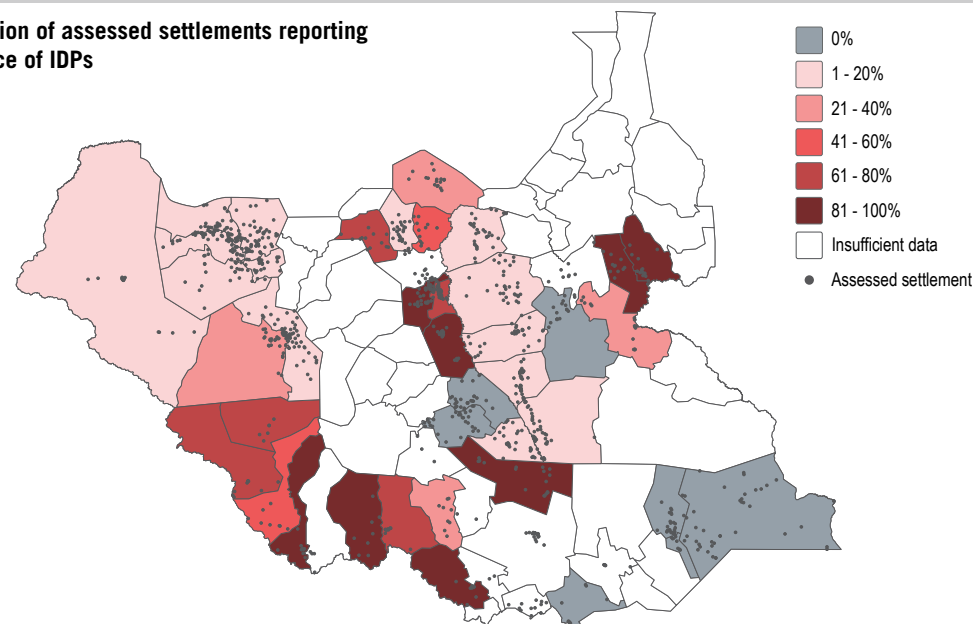 ion of assessed settlements reporting
ce of IDPs
0%
1 - 20%
21 - 40%
41 - 60%
61 - 80%
81 - 100%
Insufficient data
Assessed settlement